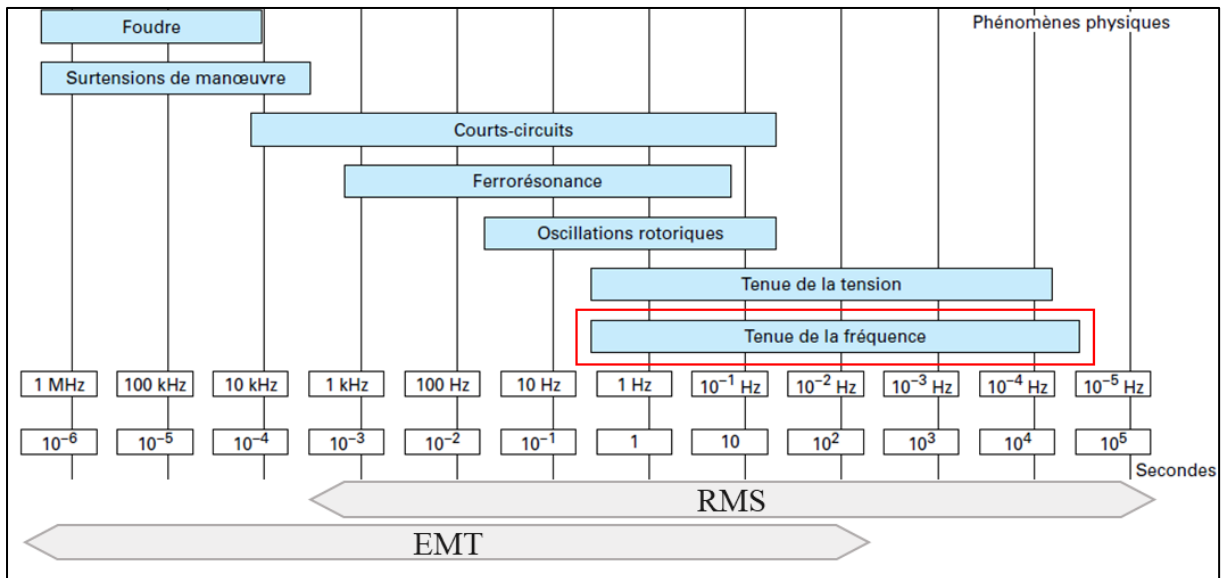 Foudre
Phénomènes physiques
Surtensions de manœuvre
Courts-circuits
Ferrorésonance
Oscillations rotoriques
Tenue de la tension
Tenue de la fréquence
1 MHz 100 kHz 10 kHz 1 kHz 100 Hz 10 Hz 1 Hz 10⁻¹ Hz 10⁻² Hz 10⁻³ Hz 10⁻⁴ Hz 10⁻⁵ Hz
10⁻⁶ 10⁻⁵ 10⁻⁴ 10⁻³ 10⁻² 10⁻¹ 1 10 10² 10³ 10⁴ 10⁵
Secondes
RMS
EMT